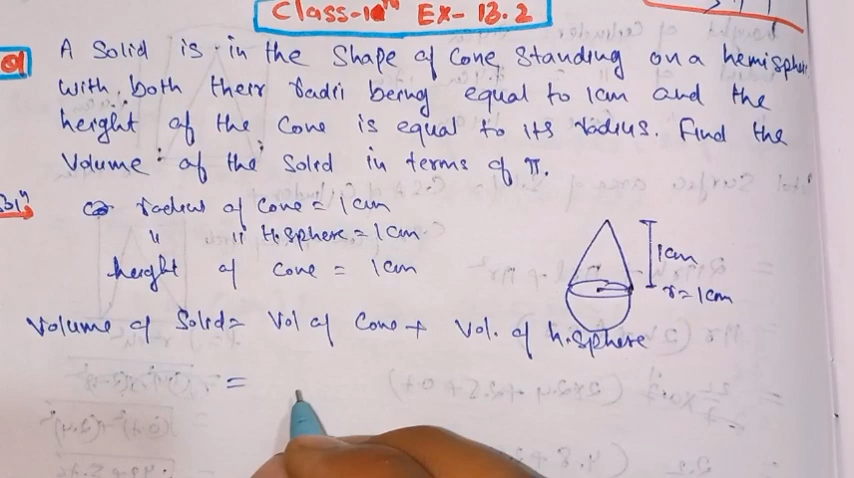 Class-10th EX-13.2
Q1 A Solid is in the Shape of Cone Standing on a hemisphere
with both their radii being equal to 1cm and the
height of the Cone is equal to its radius. Find the
Volume of the Solid in terms of π.
Sol^n radius of Cone = 1cm
" " H.Sphere = 1cm
height of Cone = 1cm
1cm
r=1cm
Volume of Solid = Vol of Cone + Vol. of h.Sphere
=